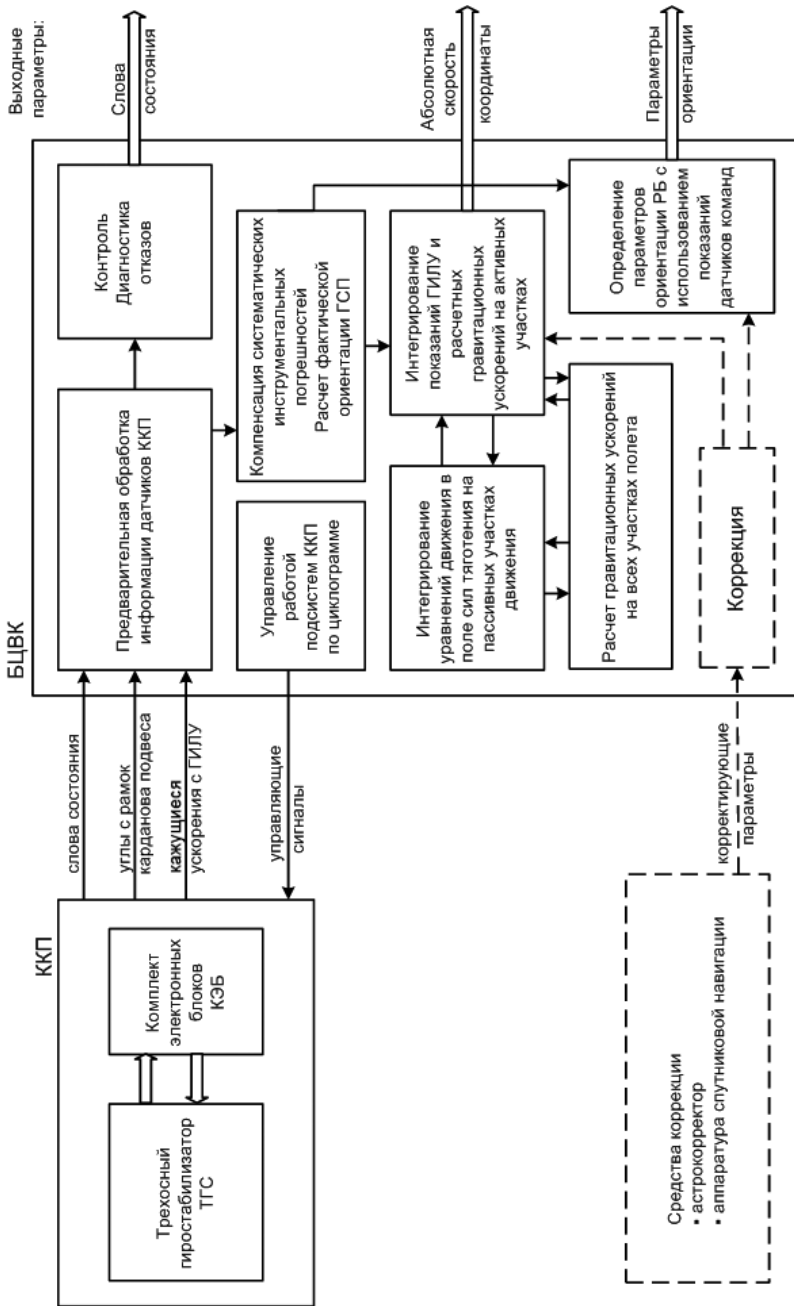 ККП
Трехосный
гиростабилизатор
ТГС
Комплект
электронных
блоков
КЭБ
слова состояния
углы с рамок
карданова подвеса
кажущиеся
ускорения с ГИЛУ
управляющие
сигналы
Средства коррекции
▪ астрокорректор
▪ аппаратура спутниковой навигации
корректирующие
параметры
БЦВК
Предварительная обработка
информации датчиков ККП
Контроль
Диагностика
отказов
Управление
работой
подсистем ККП
по циклограмме
Компенсация систематических
инструментальных
погрешностей
Расчет фактической
ориентации ГСП
Интегрирование
уравнений движения в
поле сил тяготения на
пассивных участках
движения
Интегрирование
показаний ГИЛУ и
расчетных
гравитационных
ускорений на активных
участках
Расчет гравитационных ускорений
на всех участках полета
Определение
параметров
ориентации РБ с
использованием
показаний
датчиков команд
Коррекция
Выходные
параметры:
Слова
состояния
Абсолютная
скорость
координаты
Параметры
ориентации